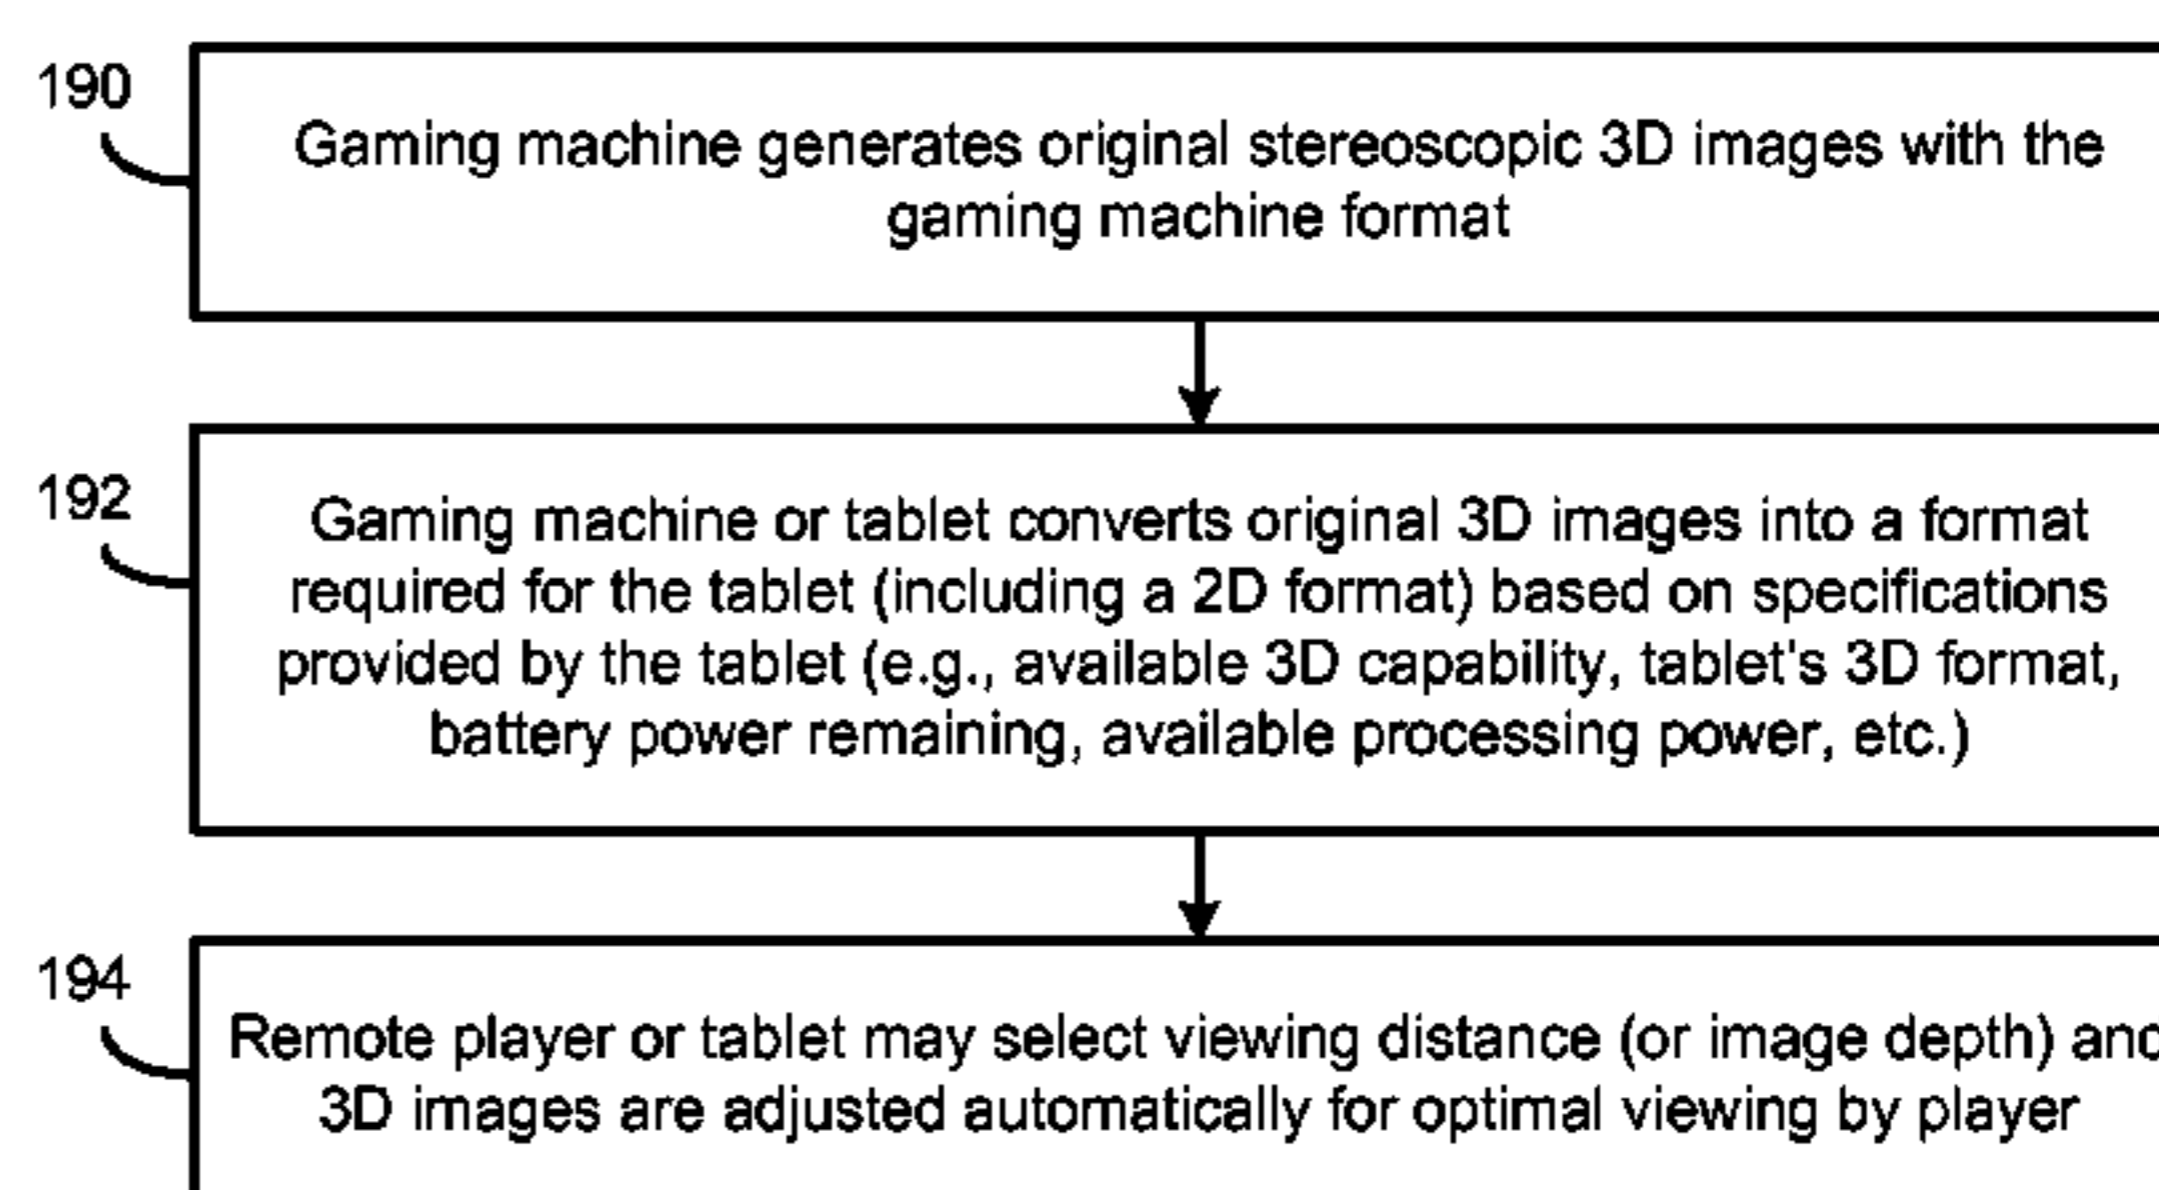 190
Gaming machine generates original stereoscopic 3D images with the
gaming machine format
192
Gaming machine or tablet converts original 3D images into a format
required for the tablet (including a 2D format) based on specifications
provided by the tablet (e.g., available 3D capability, tablet's 3D format,
battery power remaining, available processing power, etc.)
194
Remote player or tablet may select viewing distance (or image depth) and
3D images are adjusted automatically for optimal viewing by player